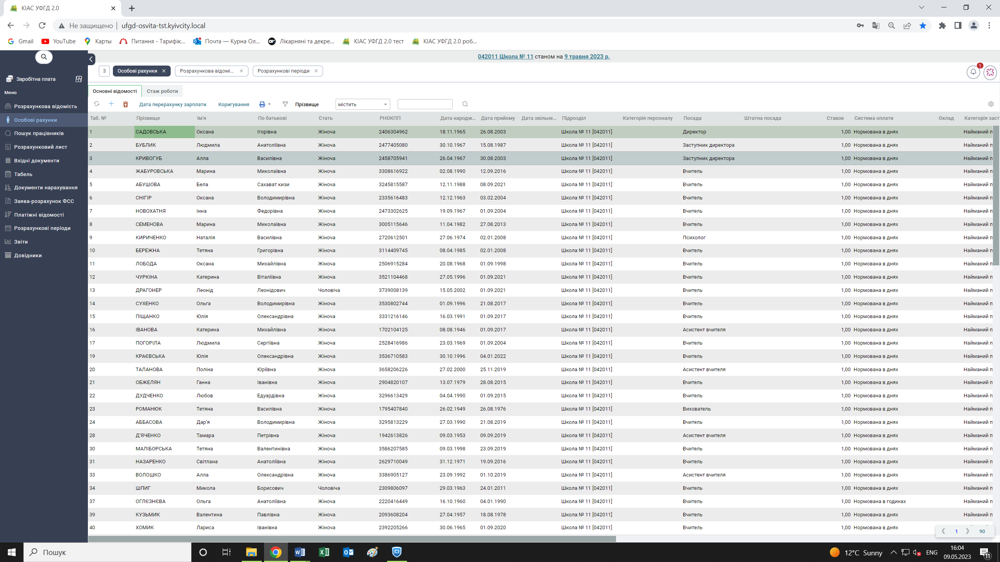 КІАС УФГД 2.0
Не защищено ufgd-osvita-tst.kyivcity.local
Gmail YouTube Карты Питання - Тарифік... Почта — Курна Ол... Лікарняні та декре... КІАС УФГД 2.0 тест КІАС УФГД 2.0 роб...
042011 Школа № 11 станом на 9 травня 2023 р.
3 Особові рахунки Розрахункова відомі... Розрахункові періоди 1
Заробітна плата
Меню
Розрахункова відомість
Особові рахунки
Пошук працівників
Розрахунковий лист
Вхідні документи
Табель
Документи нарахування
Заява-розрахунок ФСС
Платіжні відомості
Розрахункові періоди
Звіти
Довідники
Основні відомості Стаж роботи
Дата перерахунку зарплати Коригування Прізвище містить
Таб. № Прізвище Ім'я По батькові Стать РНОКПП Дата народж... Дата прийому Дата звільне... Підрозділ Категорія персоналу Посада Штатна посада Ставок Система оплати Оклад Категорія заст
1 САДОВСЬКА Оксана Ігорівна Жіноча 2406304962 18.11.1965 26.08.2003 Школа № 11 [042011] Директор 1,00 Нормована в днях Найманий п
2 БУБЛИК Людмила Анатоліївна Жіноча 2477405080 30.10.1967 15.08.1987 Школа № 11 [042011] Заступник директора 1,00 Нормована в днях Найманий п
3 КРИВОГУБ Алла Василівна Жіноча 2458705941 26.04.1967 30.08.2003 Школа № 11 [042011] Заступник директора 1,00 Нормована в днях Найманий п
4 ЖАБУРОВСЬКА Марина Миколаївна Жіноча 3308616922 02.08.1990 12.09.2016 Школа № 11 [042011] Вчитель 1,00 Нормована в днях Найманий п
5 АБУШОВА Бела Сахават кизи Жіноча 3245815587 12.11.1988 08.09.2021 Школа № 11 [042011] Вчитель 1,00 Нормована в днях Найманий п
6 СНІГІР Оксана Володимирівна Жіноча 2335616483 12.12.1963 03.02.2004 Школа № 11 [042011] Вчитель 1,00 Нормована в днях Найманий п
7 НОВОХАТНЯ Інна Федорівна Жіноча 2473302625 19.09.1967 01.09.2004 Школа № 11 [042011] Вчитель 1,00 Нормована в днях Найманий п
8 СЕМЕНОВА Марина Миколаївна Жіноча 3005115646 11.04.1982 27.08.2013 Школа № 11 [042011] Вчитель 1,00 Нормована в днях Найманий п
9 КИРИЧЕНКО Наталія Василівна Жіноча 2720612501 27.06.1974 02.01.2008 Школа № 11 [042011] Психолог 1,00 Нормована в днях Найманий п
10 БЕРЕЖНА Тетяна Григорівна Жіноча 3114409745 08.04.1985 02.01.2008 Школа № 11 [042011] Вчитель 1,00 Нормована в днях Найманий п
11 ЛОБОДА Оксана Михайлівна Жіноча 2506915284 20.08.1968 01.09.1998 Школа № 11 [042011] Вчитель 1,00 Нормована в днях Найманий п
12 ЧУРКІНА Катерина Віталіївна Жіноча 3521104468 27.05.1996 01.09.2021 Школа № 11 [042011] Вчитель 1,00 Нормована в днях Найманий п
13 ДРАГОНЕР Леонід Леонідович Чоловіча 3739008139 15.05.2002 01.09.2021 Школа № 11 [042011] Вчитель 1,00 Нормована в днях Найманий п
14 СУХЕНКО Ольга Володимирівна Жіноча 3530802744 01.09.1996 21.08.2017 Школа № 11 [042011] Вчитель 1,00 Нормована в днях Найманий п
15 ПІЩАНКО Юлія Олександрівна Жіноча 3331216146 16.03.1991 01.09.2017 Школа № 11 [042011] Вчитель 1,00 Нормована в днях Найманий п
16 ІВАНОВА Катерина Михайлівна Жіноча 1702104125 08.08.1946 01.09.2017 Школа № 11 [042011] Асистент вчителя 1,00 Нормована в днях Найманий п
17 ПОГОРІЛА Людмила Сергіївна Жіноча 2528416986 23.03.1969 01.09.2004 Школа № 11 [042011] Вчитель 1,00 Нормована в днях Найманий п
19 КРАЄВСЬКА Юлія Олександрівна Жіноча 3536710583 30.10.1996 04.01.2022 Школа № 11 [042011] Вчитель 1,00 Нормована в днях Найманий п
20 ТАЛАНОВА Поліна Юріївна Жіноча 3658206226 27.02.2000 25.11.2019 Школа № 11 [042011] Асистент вчителя 1,00 Нормована в днях Найманий п
21 ОБЖЕЛЯН Ганна Іванівна Жіноча 2904820107 13.07.1979 28.08.2015 Школа № 11 [042011] Вчитель 1,00 Нормована в днях Найманий п
22 ДУДЧЕНКО Любов Едуардівна Жіноча 3296613429 04.04.1990 01.09.2015 Школа № 11 [042011] Вчитель 1,00 Нормована в днях Найманий п
23 РОМАНЮК Тетяна Василівна Жіноча 1795407840 26.02.1949 26.08.1976 Школа № 11 [042011] Вихователь 1,00 Нормована в днях Найманий п
24 АББАСОВА Дар'я Володимирівна Жіноча 3295813229 27.03.1990 21.08.2019 Школа № 11 [042011] Вчитель 1,00 Нормована в днях Найманий п
28 Д'ЯЧЕНКО Тамара Петрівна Жіноча 1942613826 09.03.1953 09.09.2019 Школа № 11 [042011] Асистент вчителя 1,00 Нормована в днях Найманий п
30 МАЛІБОРСЬКА Тетяна Валентинівна Жіноча 3586207585 09.03.1998 23.09.2019 Школа № 11 [042011] Вчитель 1,00 Нормована в днях Найманий п
31 НАЗАРЕНКО Світлана Анатоліївна Жіноча 2629710049 31.12.1971 19.09.2016 Школа № 11 [042011] Вчитель 1,00 Нормована в днях Найманий п
33 ВОЛОШКО Алла Олександрівна Жіноча 3386905127 23.09.1992 01.10.2019 Школа № 11 [042011] Асистент вчителя 1,00 Нормована в днях Найманий п
34 ШПИГ Микола Борисович Чоловіча 2309806097 29.03.1963 24.01.2011 Школа № 11 [042011] Вчитель 1,00 Нормована в днях Найманий п
37 ОГЛЄЗНЄВА Ольга Анатоліївна Жіноча 2220416449 16.10.1960 04.01.1990 Школа № 11 [042011] Вчитель 1,00 Нормована в годинах Найманий п
39 КУЗЬМИК Валентина Павлівна Жіноча 2093608204 27.04.1957 18.08.1978 Школа № 11 [042011] Вчитель 1,00 Нормована в днях Найманий п
40 ХОМИК Лариса Іванівна Жіноча 2392205266 30.06.1965 01.09.2020 Школа № 11 [042011] Вчитель 1,00 Нормована в днях
1 90
Пошук 12°C Sunny ENG 16:04
09.05.2023 11